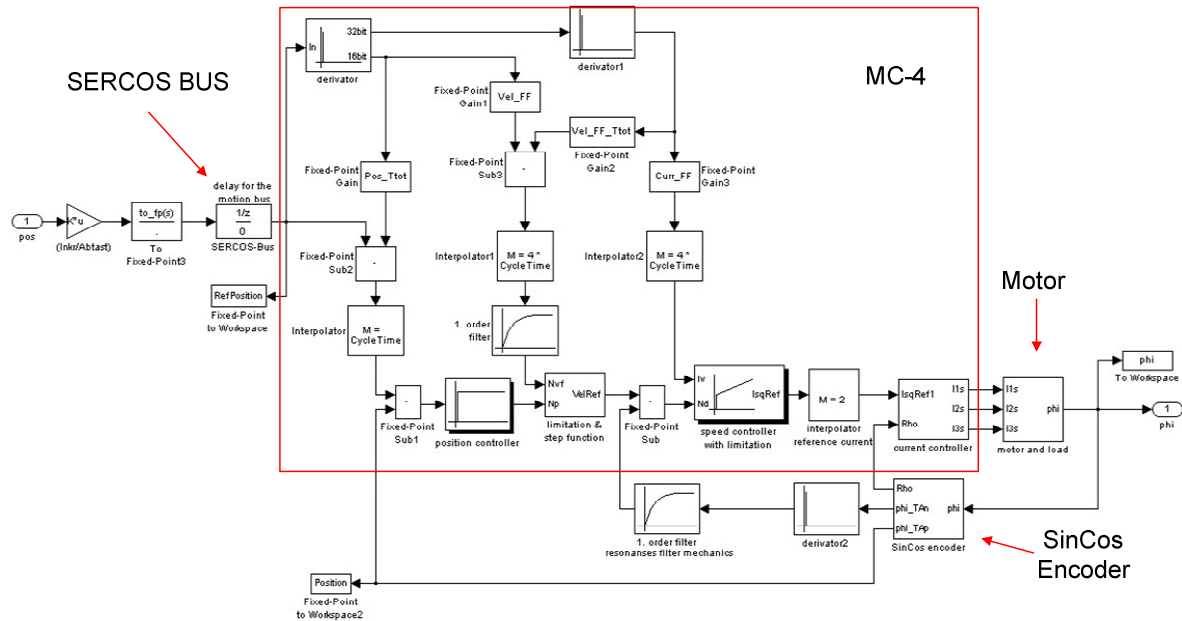 32bit
In
16bit
derivator
derivator1
MC-4
SERCOS BUS
Fixed-Point
Gain1
Vel_FF
Vel_FF_Ttot
Fixed-Point
Gain2
Fixed-Point
Sub3
-
Fixed-Point
Gain
Pos_Ttot
Curr_FF
Fixed-Point
Gain3
delay for the
motion bus
1
pos
K*u
(Inkr/Abtast)
to_fp(s)
-
To
Fixed-Point3
1/z
0
SERCOS-Bus
Fixed-Point
Sub2
-
Interpolator1
M = 4 *
CycleTime
Interpolator2
M = 4 *
CycleTime
RefPosition
Fixed-Point
to Workspace
Interpolator
M =
CycleTime
1. order
filter
Motor
-
Fixed-Point
Sub1
position controller
Nvf
Np
VelRef
limitation &
step function
-
Fixed-Point
Sub
Iv
Nd
IsqRef
speed controller
with limitation
M = 2
interpolator
reference current
IsqRef1
Rho
I1s
I2s
I3s
current controller
I1s
I2s
I3s
phi
motor and load
phi
To Workspace
1
phi
1. order filter
resonanses filter mechanics
derivator2
Rho
phi_TAn
phi_TAp
phi
SinCos encoder
SinCos
Encoder
Position
Fixed-Point
to Workspace2